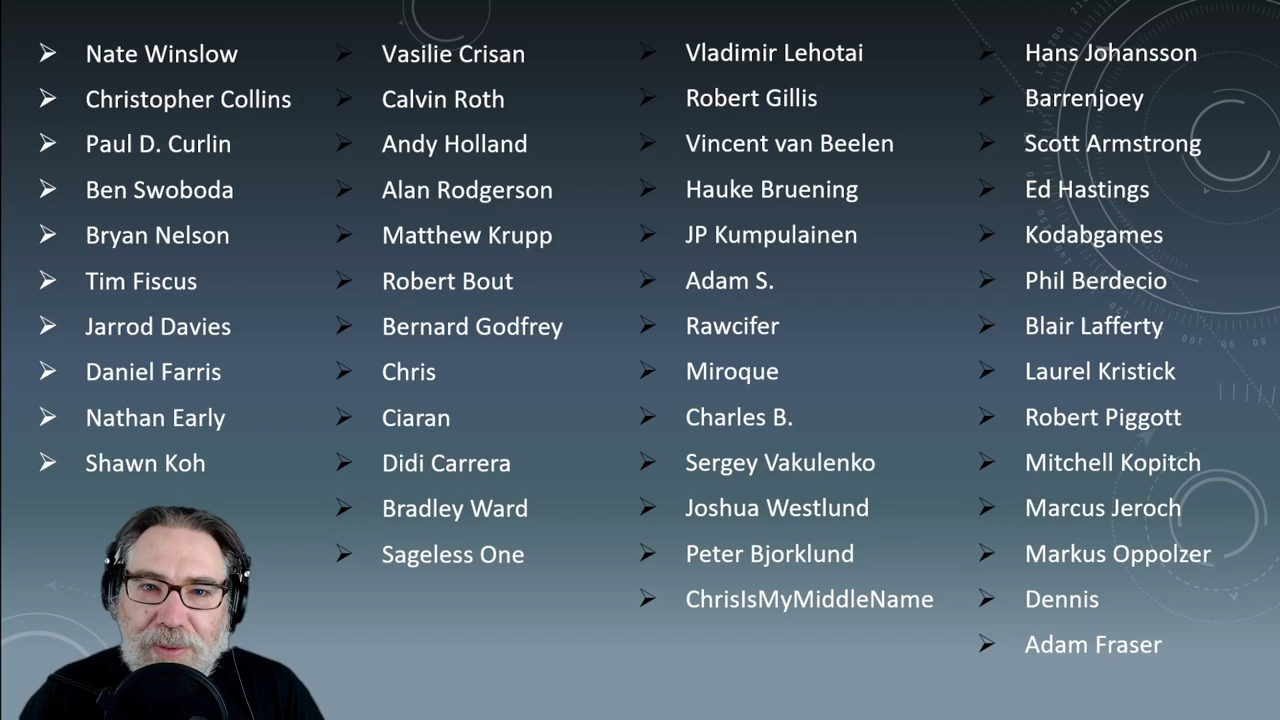 Nate Winslow
Christopher Collins
Paul D. Curlin
Ben Swoboda
Bryan Nelson
Tim Fiscus
Jarrod Davies
Daniel Farris
Nathan Early
Shawn Koh
Vasilie Crisan
Calvin Roth
Andy Holland
Alan Rodgerson
Matthew Krupp
Robert Bout
Bernard Godfrey
Chris
Ciaran
Didi Carrera
Bradley Ward
Sageless One
Vladimir Lehotai
Robert Gillis
Vincent van Beelen
Hauke Bruening
JP Kumpulainen
Adam S.
Rawcifer
Miroque
Charles B.
Sergey Vakulenko
Joshua Westlund
Peter Bjorklund
ChrisIsMyMiddleName
Hans Johansson
Barrenjoey
Scott Armstrong
Ed Hastings
Kodabgames
Phil Berdecio
Blair Lafferty
Laurel Kristick
Robert Piggott
Mitchell Kopitch
Marcus Jeroch
Markus Oppolzer
Dennis
Adam Fraser